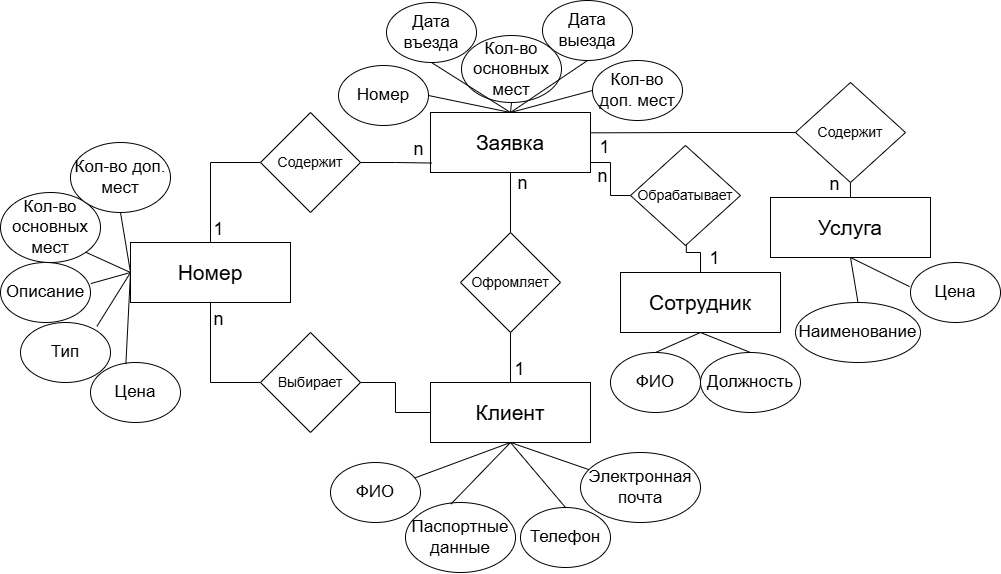 Дата
въезда
Дата
выезда
Кол-во
основных
мест
Номер
Кол-во
доп. мест
Заявка
Содержит
n
1
n
Содержит
n
Обрабатывает
n
Услуга
Кол-во доп.
мест
Кол-во
основных
мест
1
Номер
Описание
Тип
Цена
n
Офромляет
1
1
Сотрудник
Цена
Наименование
ФИО
Должность
Выбирает
Клиент
ФИО
Паспортные
данные
Телефон
Электронная
почта